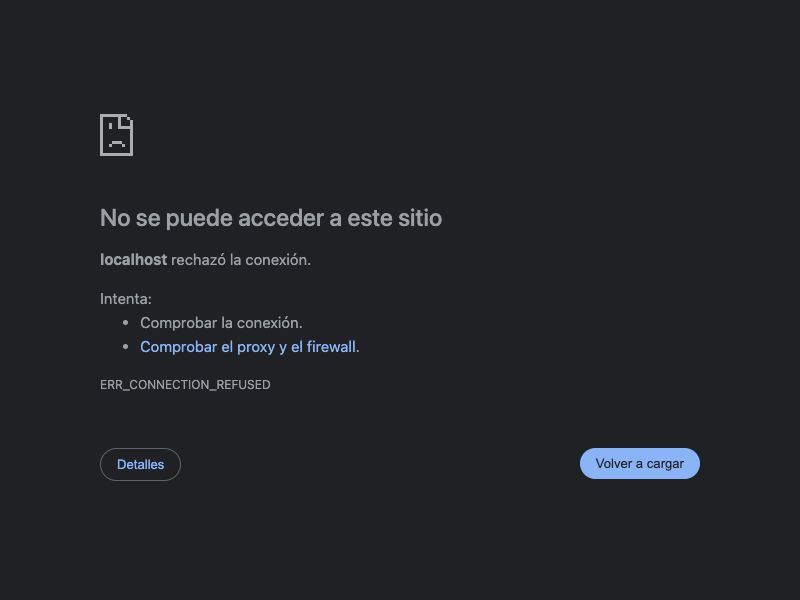 No se puede acceder a este sitio
localhost rechazó la conexión.
Intenta:
Comprobar la conexión.
Comprobar el proxy y el firewall.
ERR_CONNECTION_REFUSED
Detalles
Volver a cargar